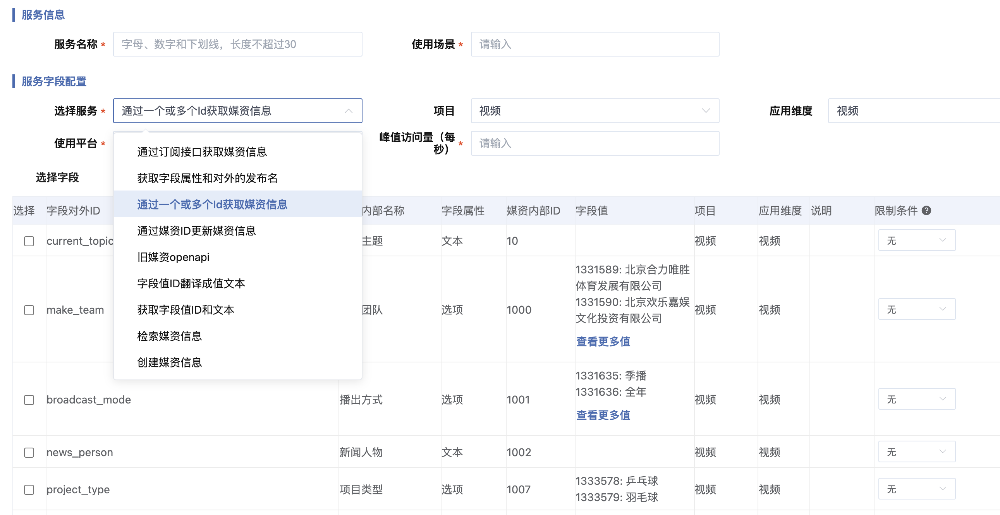 服务信息
服务名称 * 字母、数字和下划线，长度不超过30 使用场景 * 请输入
服务字段配置
选择服务 * 通过一个或多个Id获取媒资信息 项目 视频 应用维度 视频
使用平台 * 峰值访问量（每秒） * 请输入
通过订阅接口获取媒资信息
获取字段属性和对外的发布名
通过一个或多个Id获取媒资信息
通过媒资ID更新媒资信息
旧媒资openapi
字段值ID翻译成值文本
获取字段值ID和文本
检索媒资信息
创建媒资信息
选择字段
选择 字段对外ID 内部名称 字段属性 媒资内部ID 字段值 项目 应用维度 说明 限制条件 ?
current_topic 主题 文本 10 视频 视频 无
make_team 团队 选项 1000 1331589: 北京合力唯胜
体育发展有限公司
1331590: 北京欢乐嘉娱
文化投资有限公司
查看更多值 视频 视频 无
broadcast_mode 播出方式 选项 1001 1331635: 季播
1331636: 全年
查看更多值 视频 视频 无
news_person 新闻人物 文本 1002 视频 视频 无
project_type 项目类型 选项 1007 1333578: 乒乓球
1333579: 羽毛球 视频 视频 无